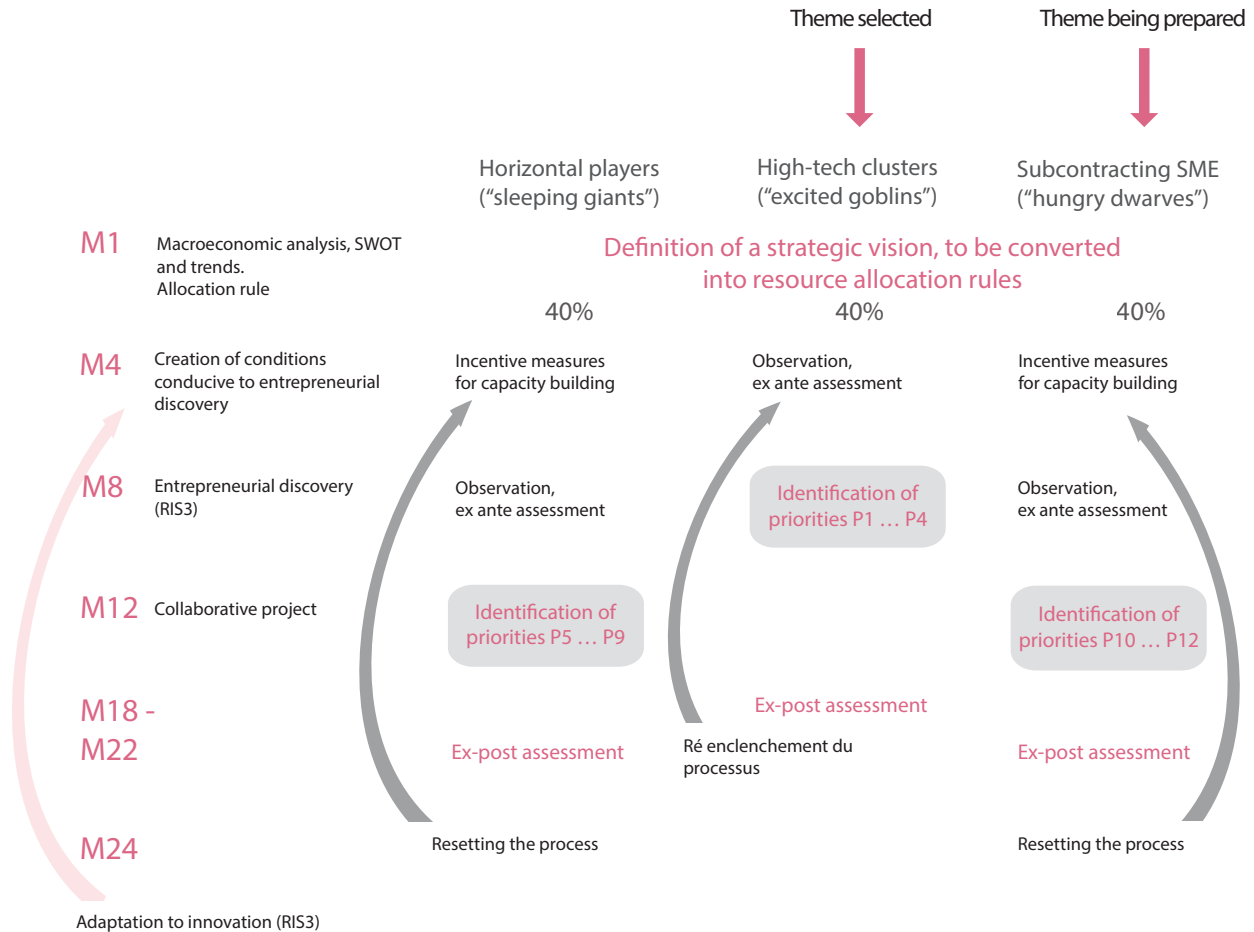 Theme selected
Theme being prepared
Horizontal players
(“sleeping giants”)
High-tech clusters
(“excited goblins”)
Subcontracting SME
(“hungry dwarves”)
M1
Macroeconomic analysis, SWOT
and trends.
Allocation rule
Definition of a strategic vision, to be converted
into resource allocation rules
40%
40%
40%
M4
Creation of conditions
conducive to entrepreneurial
discovery
Incentive measures
for capacity building
Observation,
ex ante assessment
Incentive measures
for capacity building
M8
Entrepreneurial discovery
(RIS3)
Observation,
ex ante assessment
Identification of
priorities P1 … P4
Observation,
ex ante assessment
M12
Collaborative project
Identification of
priorities P5 … P9
Identification of
priorities P10 … P12
M18 -
M22
Ex-post assessment
Ex-post assessment
Ré enclenchement du
processus
Ex-post assessment
M24
Resetting the process
Resetting the process
Adaptation to innovation (RIS3)